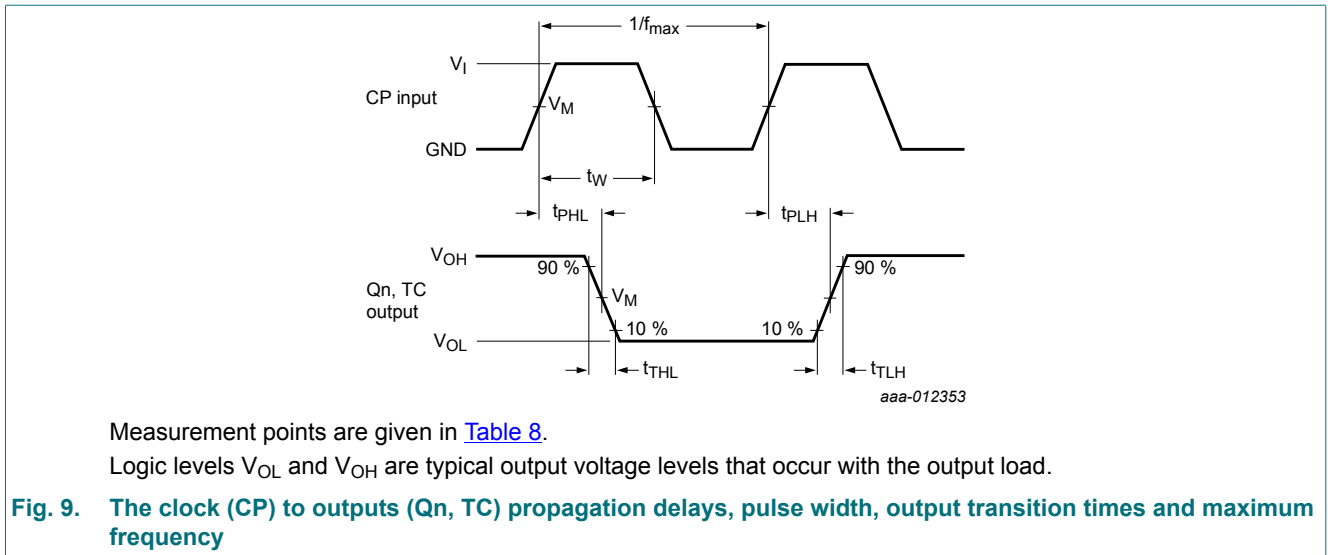 1/fmax
VI
CP input
VM
GND
tW
tPHL
tPLH
VOH
90 %
90 %
Qn, TC
output
VM
10 %
10 %
VOL
tTHL
tTLH
aaa-012353
Measurement points are given in Table 8.
Logic levels VOL and VOH are typical output voltage levels that occur with the output load.
Fig. 9. The clock (CP) to outputs (Qn, TC) propagation delays, pulse width, output transition times and maximum
frequency